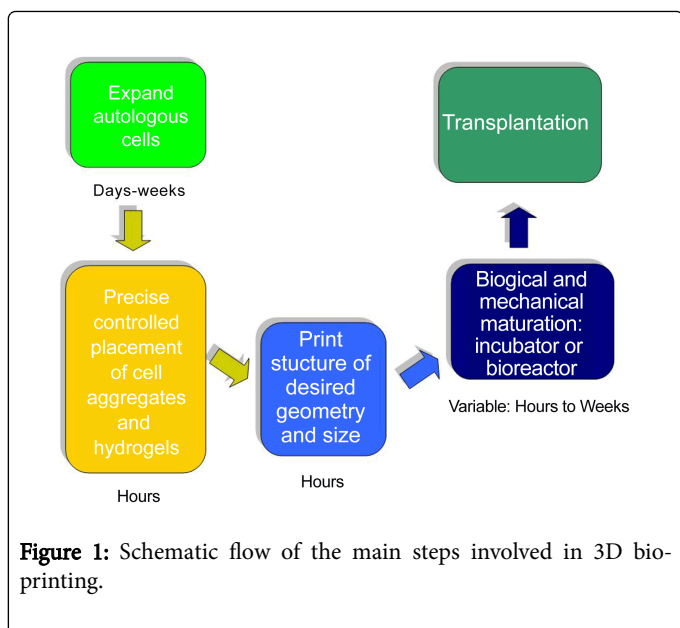 Expand
autologous
cells
Days-weeks
Precise
controlled
placement
of cell
aggregates
and
hydrogels
Hours
Print
stucture of
desired
geometry
and size
Hours
Biogical and
mechanical
maturation:
incubator or
bioreactor
Variable: Hours to Weeks
Transplantation
Figure 1: Schematic flow of the main steps involved in 3D bio-
printing.